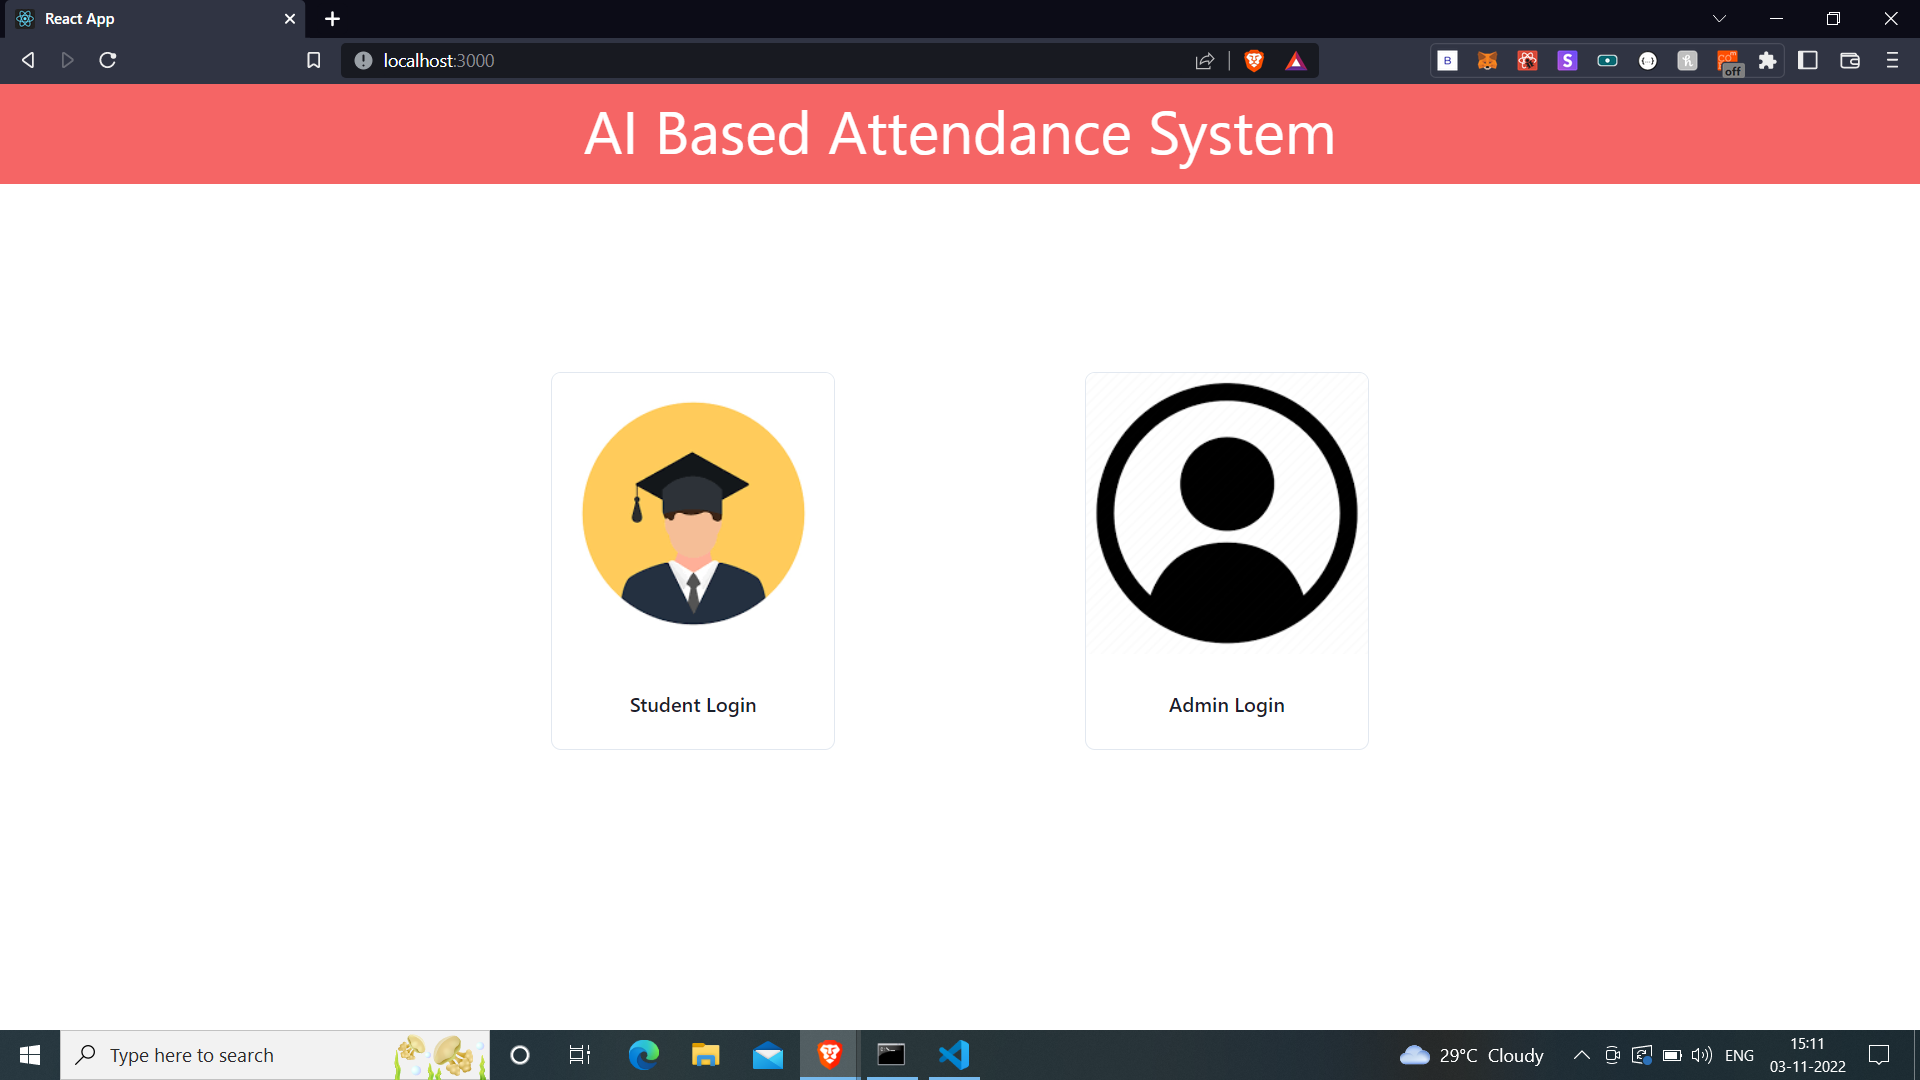 React App
localhost:3000
B
S
off
AI Based Attendance System
Student Login
Admin Login
Type here to search
29°C Cloudy
ENG
15:11
03-11-2022